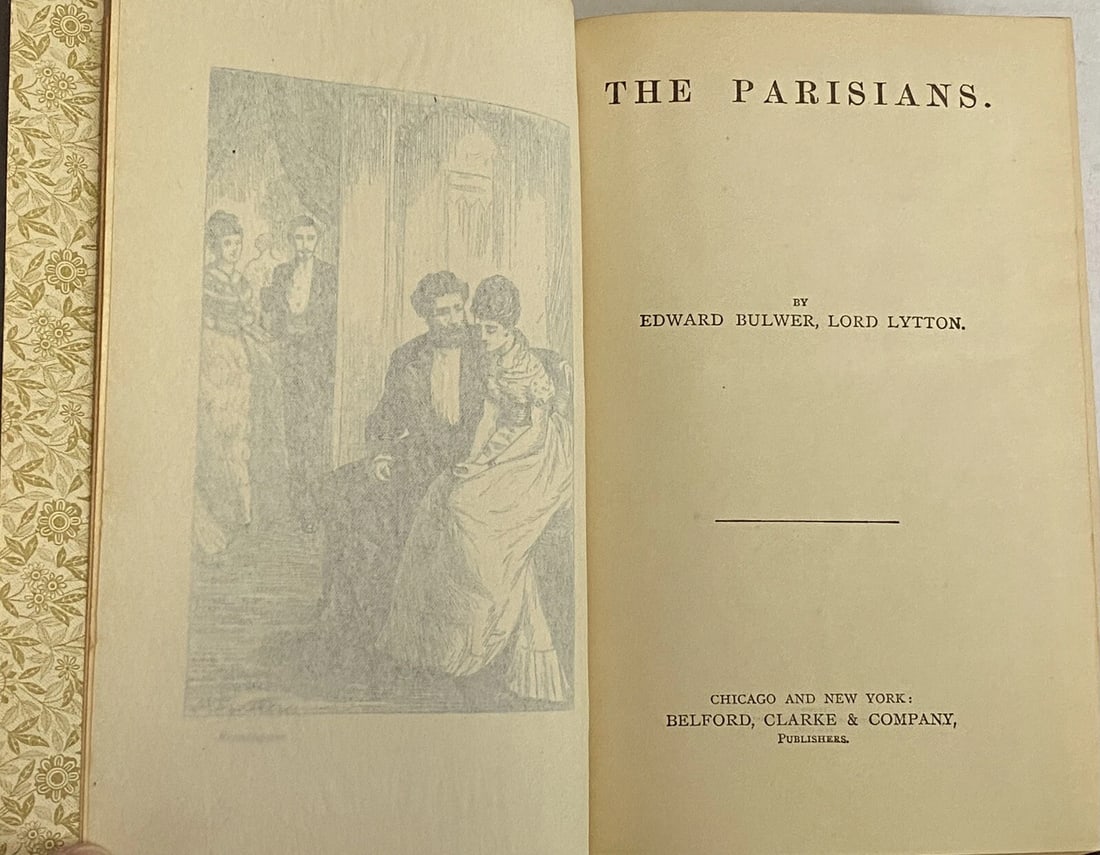 THE PARISIANS.
BY
EDWARD BULWER, LORD LYTTON.
CHICAGO AND NEW YORK:
BELFORD, CLARKE & COMPANY,
PUBLISHERS.